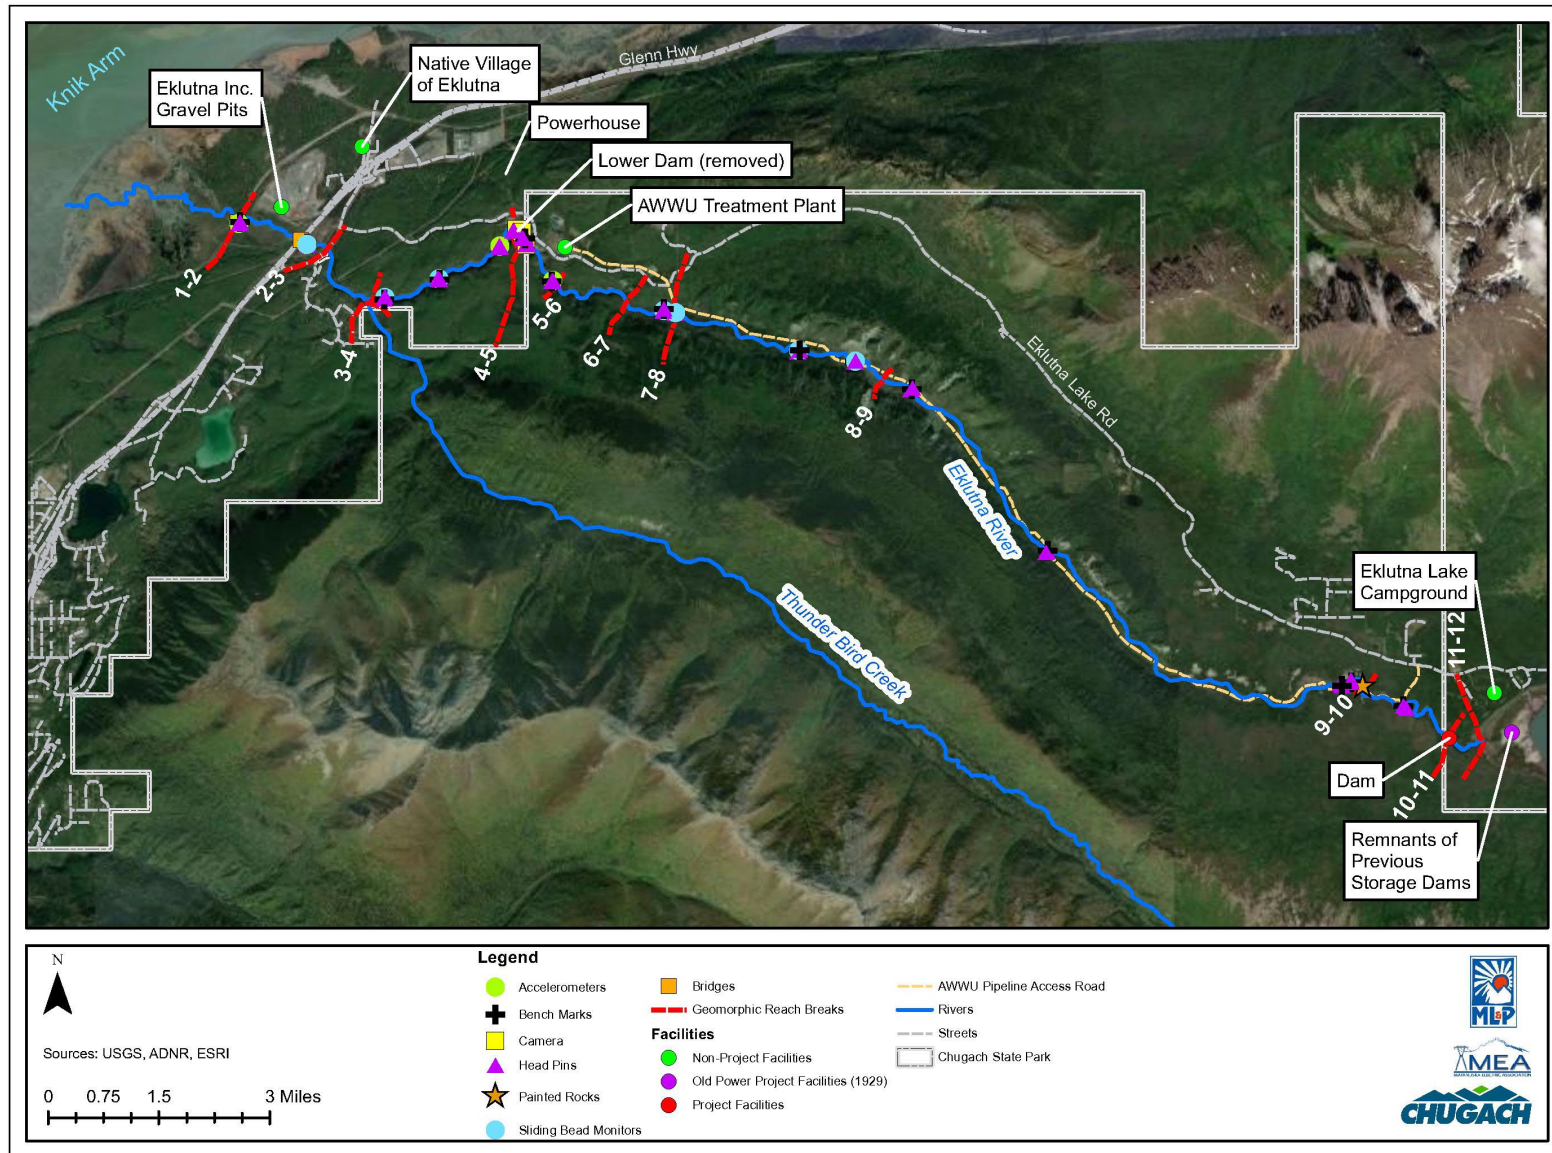 Knik Arm
Glenn Hwy
Native Village
of Eklutna
Eklutna Inc.
Gravel Pits
Powerhouse
Lower Dam (removed)
AWWU Treatment Plant
1-2
2-3
3-4
4-5
5-6
6-7
7-8
8-9
Eklutna Lake Rd
Eklutna River
Thunder Bird Creek
Eklutna Lake
Campground
11-12
9-10
10-11
Dam
Remnants of
Previous
Storage Dams
N
Sources: USGS, ADNR, ESRI
0 0.75 1.5 3 Miles
Legend
Accelerometers
Bench Marks
Camera
Head Pins
Painted Rocks
Sliding Bead Monitors
Bridges
Geomorphic Reach Breaks
Facilities
Non-Project Facilities
Old Power Project Facilities (1929)
Project Facilities
AWWU Pipeline Access Road
Rivers
Streets
Chugach State Park
ML&P
MEA
MATANUSKA ELECTRIC ASSOCIATION
CHUGACH